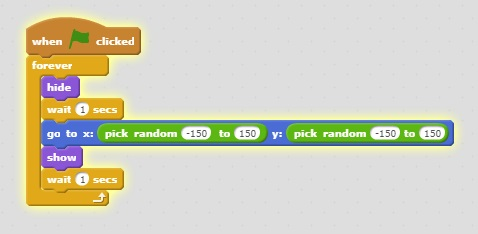 when clicked
forever
hide
wait 1 secs
go to x: pick random -150 to 150 y: pick random -150 to 150
show
wait 1 secs